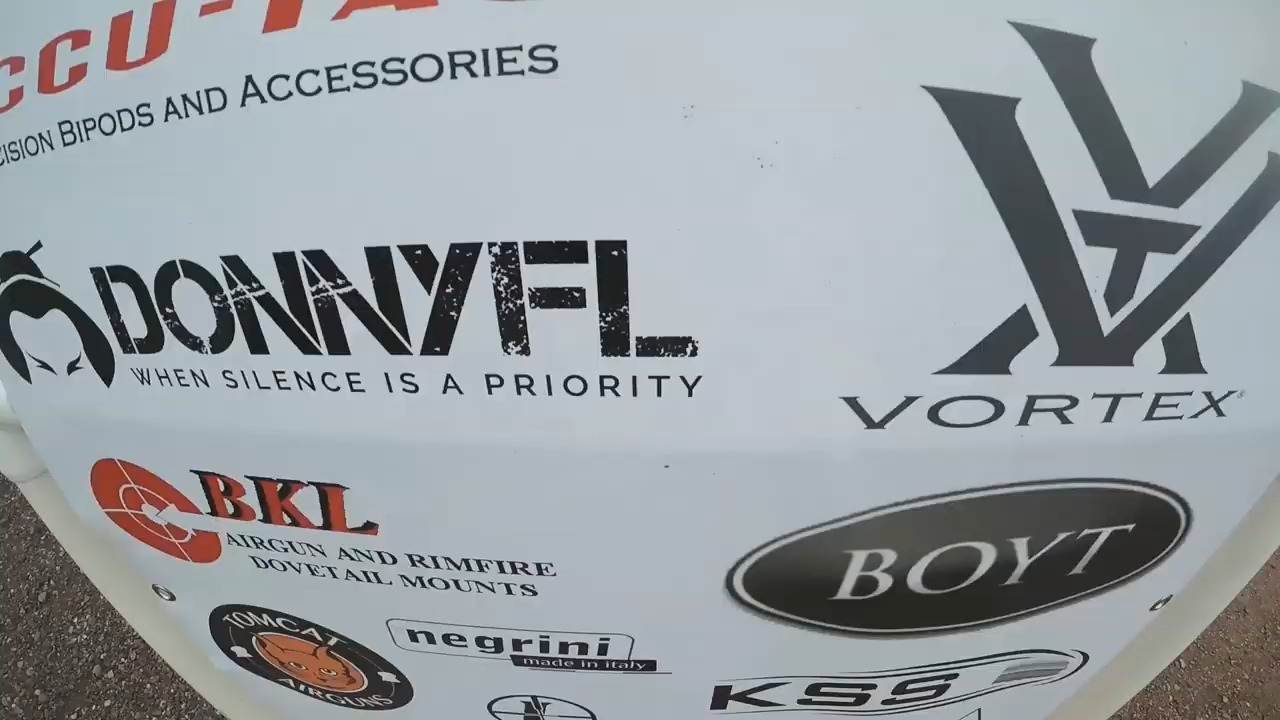 CCU-TAC
CISION BIPODS AND ACCESSORIES
VORTEX®
DONNYFL
WHEN SILENCE IS A PRIORITY
BKL
AIRGUN AND RIMFIRE
DOVETAIL MOUNTS
BOYT
TOMCAT
AIRGUNS
negrini
made in italy
KSS